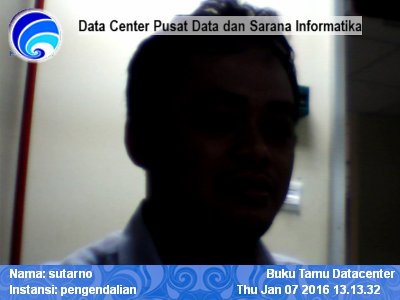 Data Center Pusat Data dan Sarana Informatika
Nama: sutarno
Buku Tamu Datacenter
Instansi: pengendalian
Thu Jan 07 2016 13.13.32